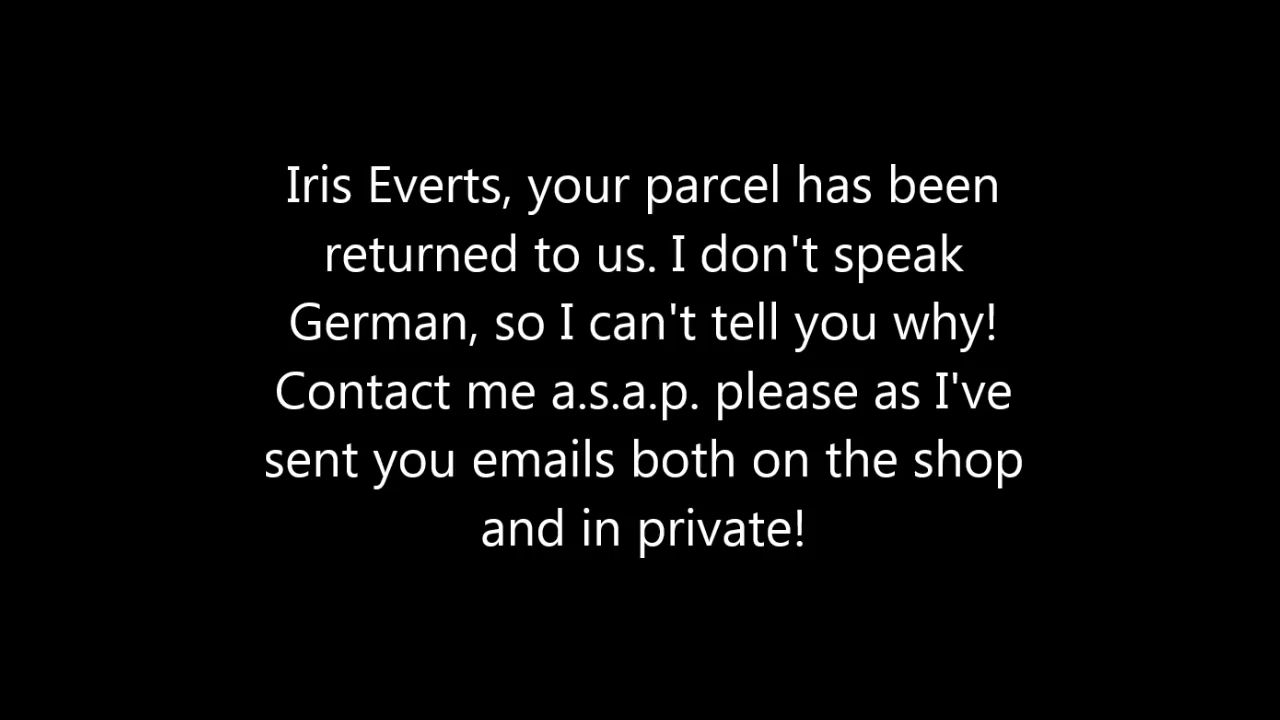 Iris Everts, your parcel has been
returned to us. I don't speak
German, so I can't tell you why!
Contact me a.s.a.p. please as I've
sent you emails both on the shop
and in private!